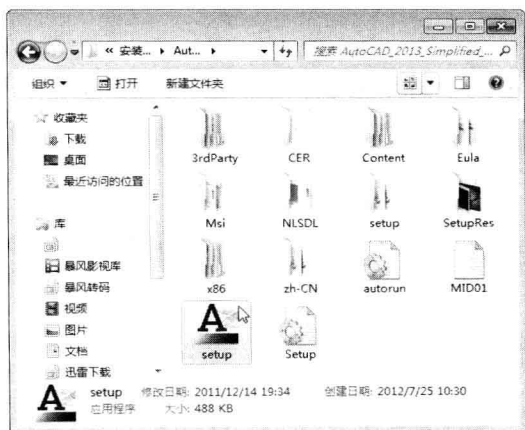 « 安装... ▸ Aut... ▸
搜索 AutoCAD_2013_Simplified_...
组织 ▾ 打开 新建文件夹
收藏夹
下载
桌面
最近访问的位置
库
暴风影视库
暴风转码
视频
图片
文档
迅雷下载
3rdParty CER Content Eula
Msi NLSDL setup SetupRes
x86 zh-CN autorun MID01
setup Setup
setup 修改日期: 2011/12/14 19:34 创建日期: 2012/7/25 10:30
应用程序 大小: 488 KB